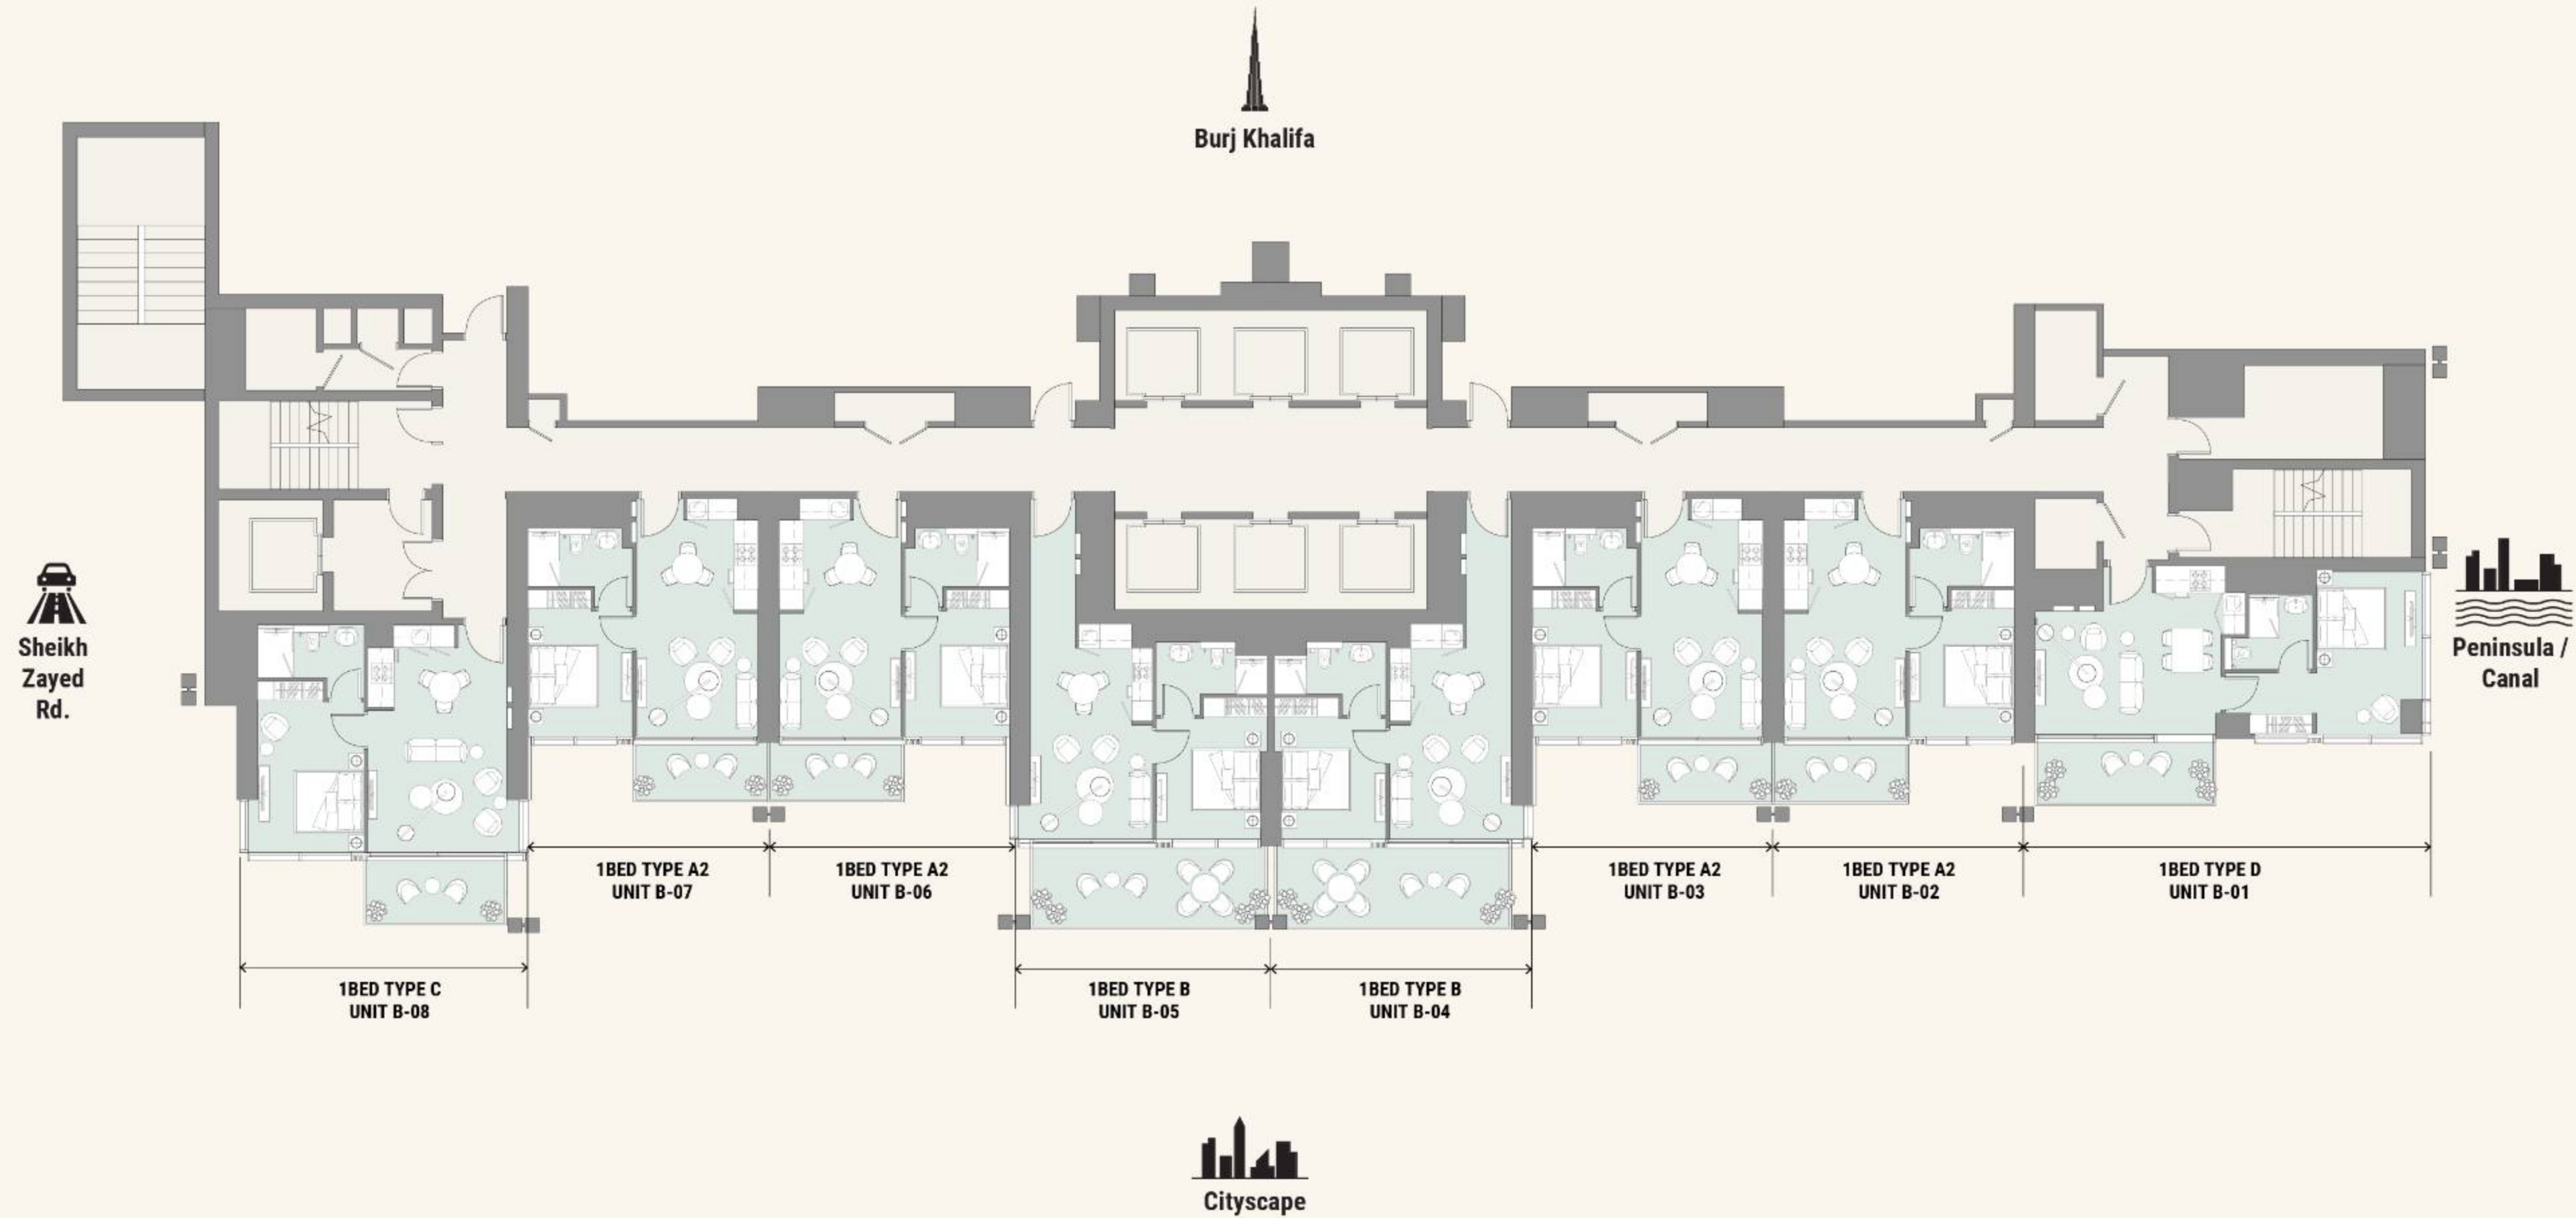 Burj Khalifa
Sheikh
Zayed
Rd.
Peninsula /
Canal
1BED TYPE A2
UNIT B-07
1BED TYPE A2
UNIT B-06
1BED TYPE A2
UNIT B-03
1BED TYPE A2
UNIT B-02
1BED TYPE D
UNIT B-01
1BED TYPE C
UNIT B-08
1BED TYPE B
UNIT B-05
1BED TYPE B
UNIT B-04
Cityscape